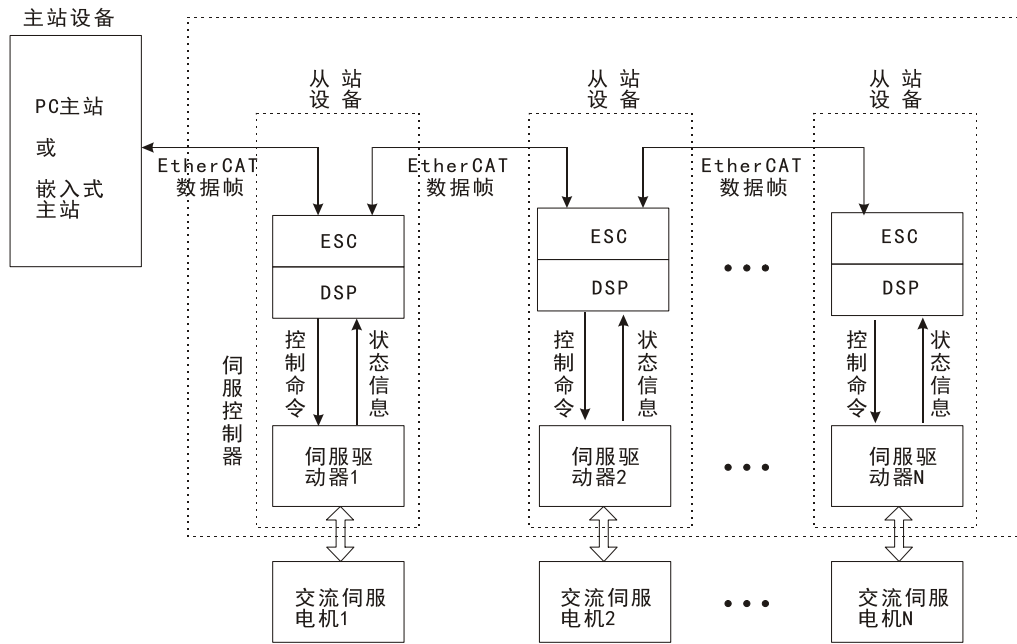 主站设备
PC主站
或
嵌入式
主站
从 站
设 备
从 站
设 备
从 站
设 备
EtherCAT
数据帧
EtherCAT
数据帧
EtherCAT
数据帧
ESC
DSP
ESC
DSP
ESC
DSP
伺服控制器
控制命令
状态信息
控制命令
状态信息
控制命令
状态信息
伺服驱
动器1
伺服驱
动器2
伺服驱
动器N
交流伺服
电机1
交流伺服
电机2
交流伺服
电机N